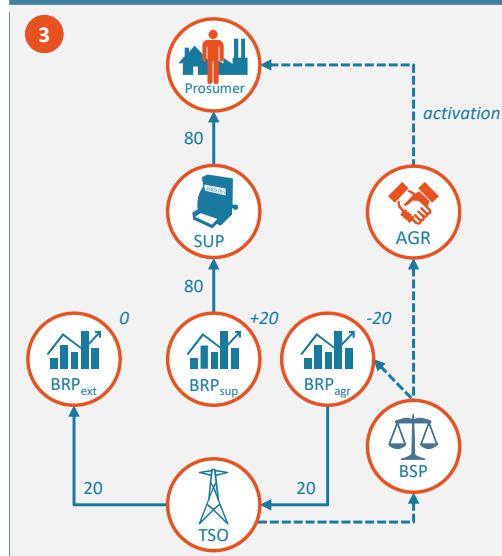 3
Prosumer
activation
80
SUP
AGR
80
0
+20
-20
BRPext
BRPsup
BRPagr
BSP
20
20
TSO